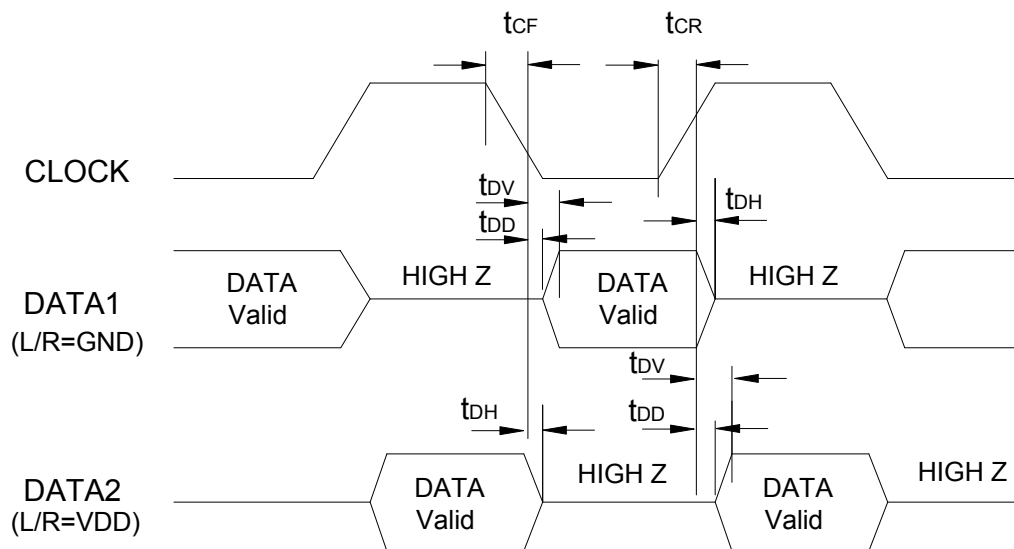 tCF
tCR
CLOCK
tDV
tDH
tDD
DATA1
(L/R=GND)
DATA
Valid
HIGH Z
DATA
Valid
HIGH Z
tDV
tDH
tDD
DATA2
(L/R=VDD)
DATA
Valid
HIGH Z
DATA
Valid
HIGH Z